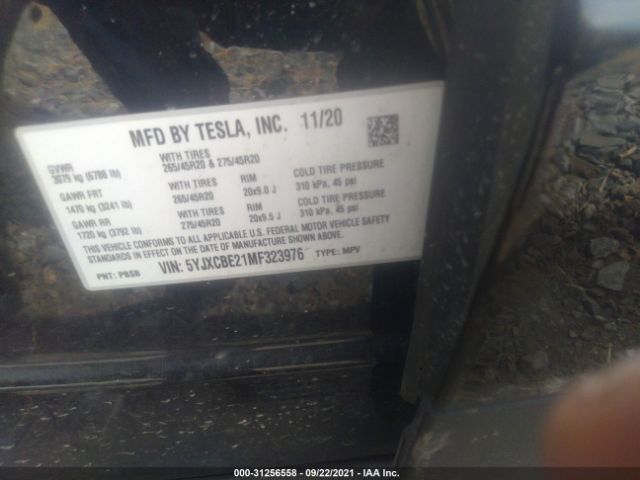 MFD BY TESLA, INC. 11/20
GVWR
3079 kg (6788 lb)
WITH TIRES
265/45R20 & 275/45R20
GAWR FRT
1470 kg (3241 lb)
WITH TIRES
265/45R20
RIM
20x9.0 J
COLD TIRE PRESSURE
310 kPa, 45 psi
GAWR RR
1720 kg (3792 lb)
WITH TIRES
275/45R20
RIM
20x9.5 J
COLD TIRE PRESSURE
310 kPa, 45 psi
THIS VEHICLE CONFORMS TO ALL APPLICABLE U.S. FEDERAL MOTOR VEHICLE SAFETY
STANDARDS IN EFFECT ON THE DATE OF MANUFACTURE SHOWN ABOVE.
VIN: 5YJXCBE21MF323976 TYPE: MPV
PNT: PBSB
000-31256558 - 09/22/2021 - IAA Inc.